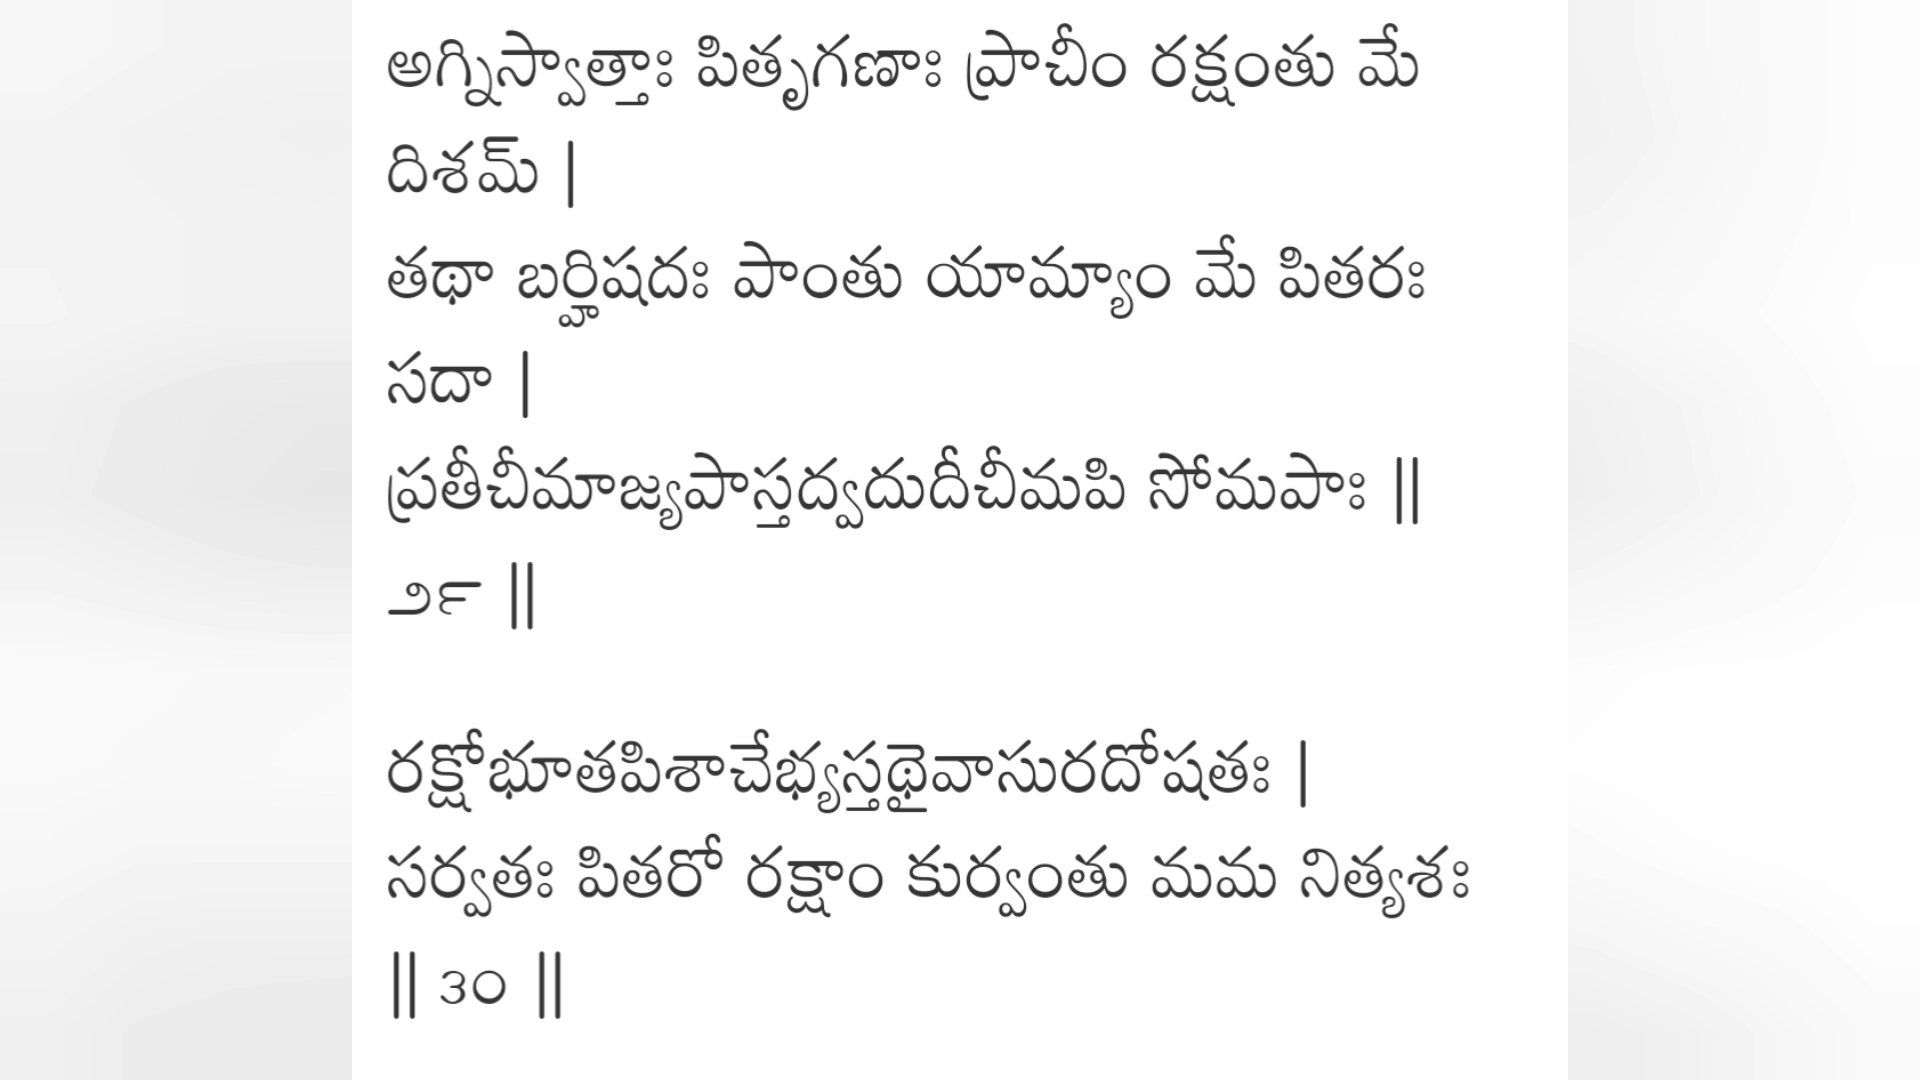 అగ్నిస్వాత్తాః పితృగణాః ప్రాచీం రక్షంతు మే
దిశమ్ |
తథా బర్హిషదః పాంతు యామ్యాం మే పితరః
సదా |
ప్రతీచీమాజ్యపాస్తద్వదుదీచీమపి సోమపాః ||
౨౯ ||
రక్షోభూతపిశాచేభ్యస్తథైవాసురదోషతః |
సర్వతః పితరో రక్షాం కుర్వంతు మమ నిత్యశః
|| ౩౦ ||